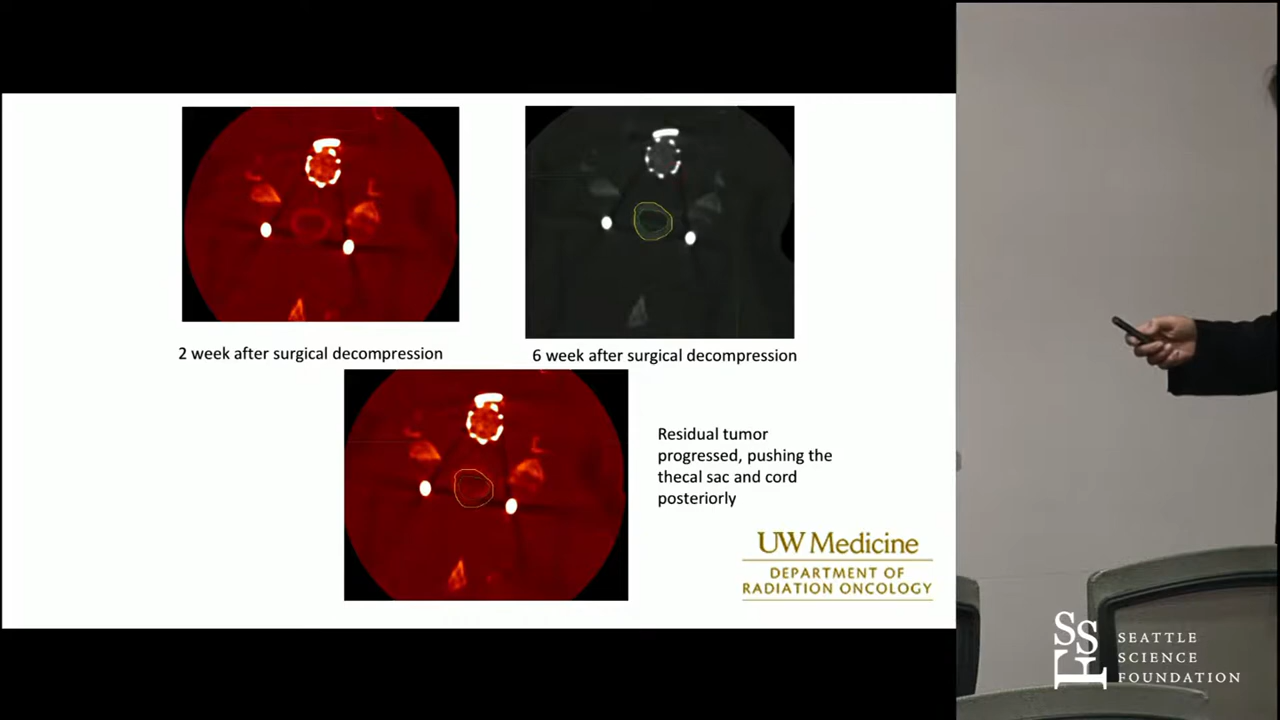 2 week after surgical decompression
6 week after surgical decompression
Residual tumor
progressed, pushing the
thecal sac and cord
posteriorly
UW Medicine
DEPARTMENT OF
RADIATION ONCOLOGY
SSF
SEATTLE
SCIENCE
FOUNDATION